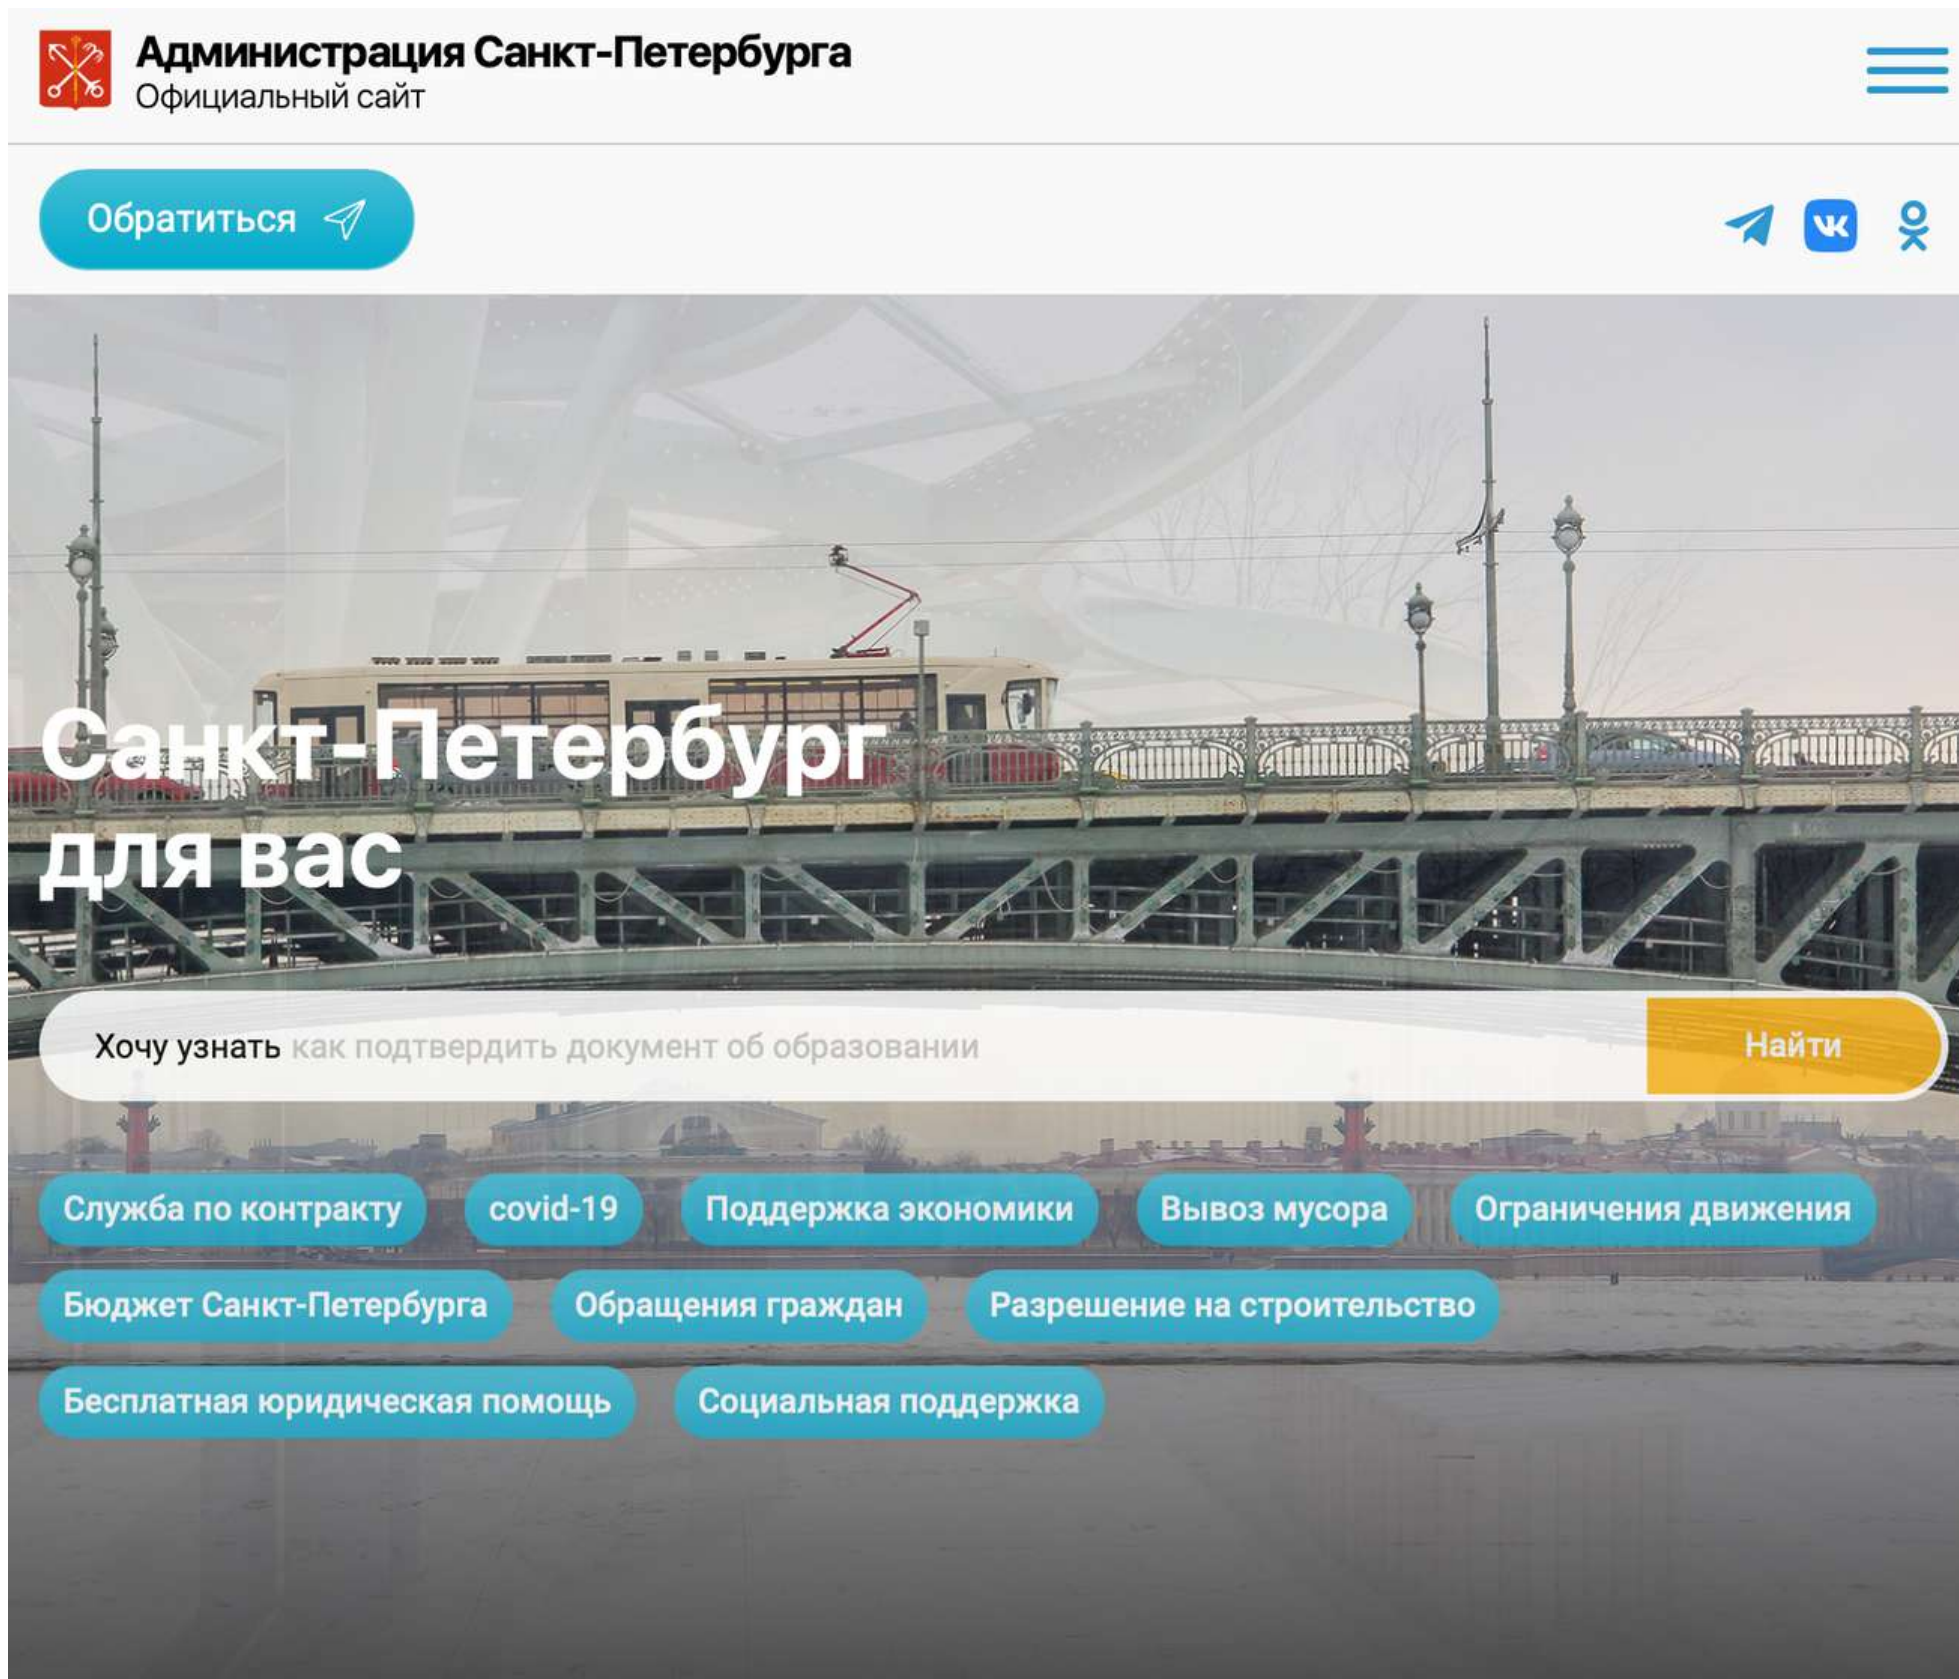 Администрация Санкт-Петербурга
Официальный сайт
Обратиться
Санкт-Петербург
для вас
Хочу узнать как подтвердить документ об образовании
Найти
Служба по контракту covid-19 Поддержка экономики Вывоз мусора Ограничения движения
Бюджет Санкт-Петербурга Обращения граждан Разрешение на строительство
Бесплатная юридическая помощь Социальная поддержка